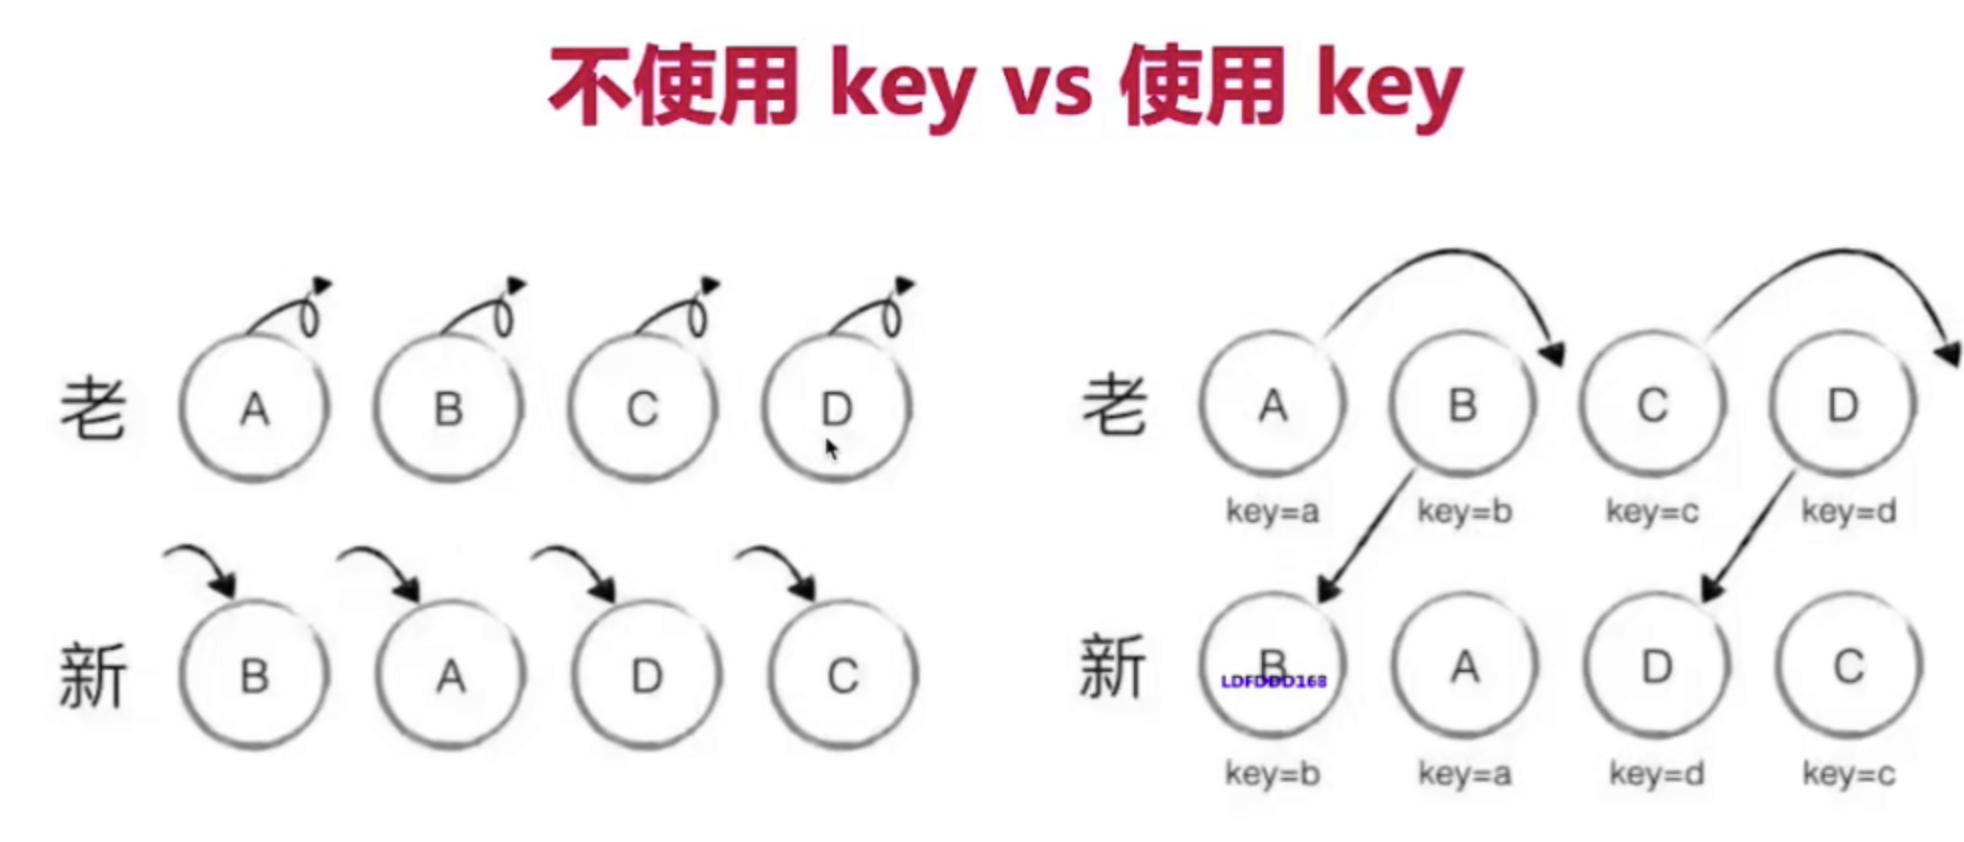 不使用 key vs 使用 key
老 A B C D
新 B A D C
老 A B C D
key=a key=b key=c key=d
新 B A D C
LDFDDD168
key=b key=a key=d key=c